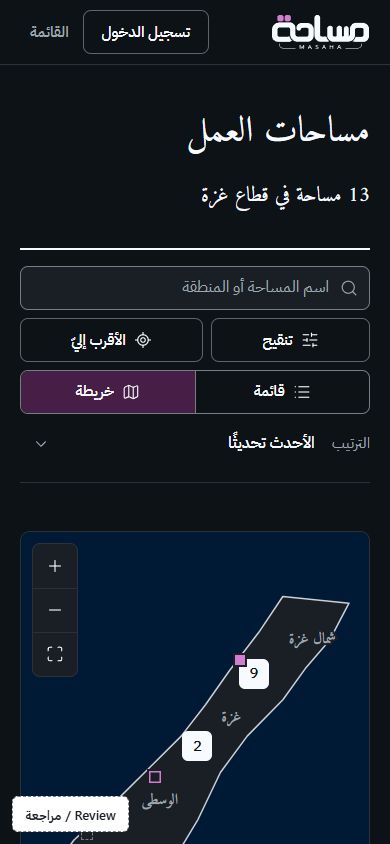 مساحة
MASAHA
تسجيل الدخول
القائمة
مساحات العمل
13 مساحة في قطاع غزة
اسم المساحة أو المنطقة
تنقيح
الأقرب إليّ
قائمة
خريطة
الترتيب الأحدث تحديثًا
شمال غزة
9
غزة
2
الوسطى
Review / مراجعة